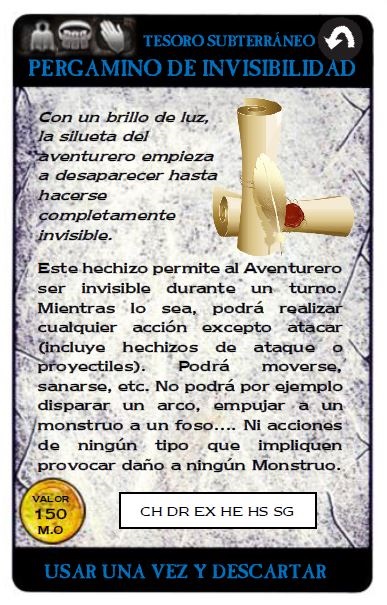 TESORO SUBTERRÁNEO
PERGAMINO DE INVISIBILIDAD
Con un brillo de luz,
la silueta del
aventurero empieza
a desaparecer hasta
hacerse
completamente
invisible.
Este hechizo permite al Aventurero
ser invisible durante un turno.
Mientras lo sea, podrá realizar
cualquier acción excepto atacar
(incluye hechizos de ataque o
proyectiles). Podrá moverse,
sanarse, etc. No podrá por ejemplo
disparar un arco, empujar a un
monstruo a un foso.... Ni acciones
de ningún tipo que impliquen
provocar daño a ningún Monstruo.
VALOR
150
M.O
CH DR EX HE HS SG
USAR UNA VEZ Y DESCARTAR